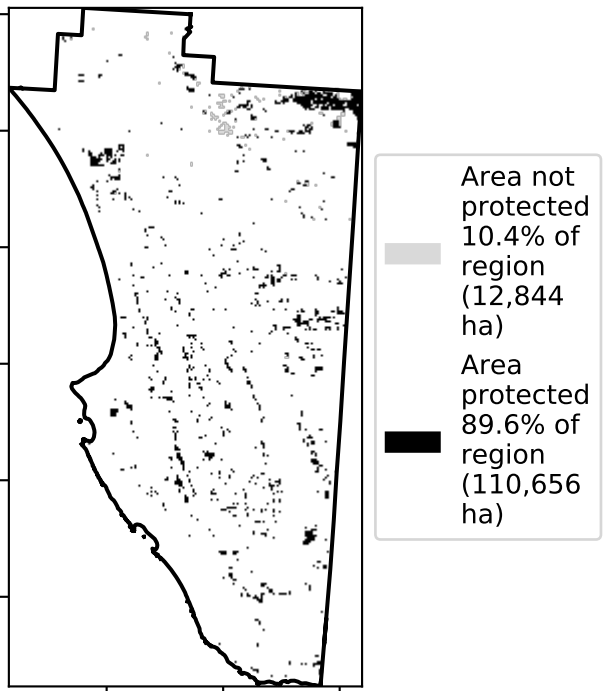 Area not
protected
10.4% of
region
(12,844
ha)
Area
protected
89.6% of
region
(110,656
ha)